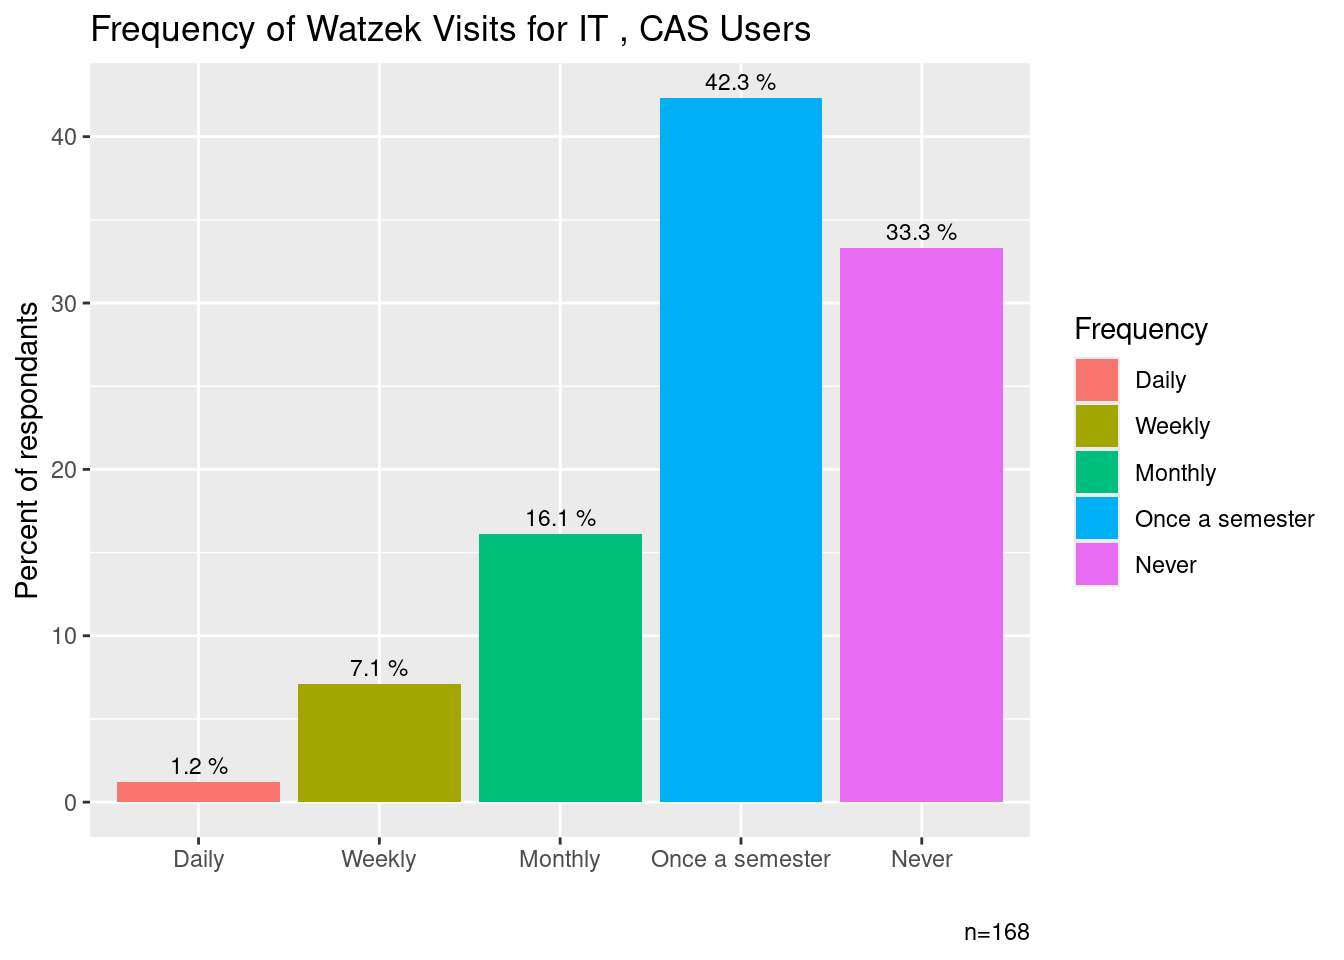 Frequency of Watzek Visits for IT , CAS Users
Percent of respondants
40
30
20
10
0
1.2 %
7.1 %
16.1 %
42.3 %
33.3 %
Daily
Weekly
Monthly
Once a semester
Never
Frequency
Daily
Weekly
Monthly
Once a semester
Never
n=168